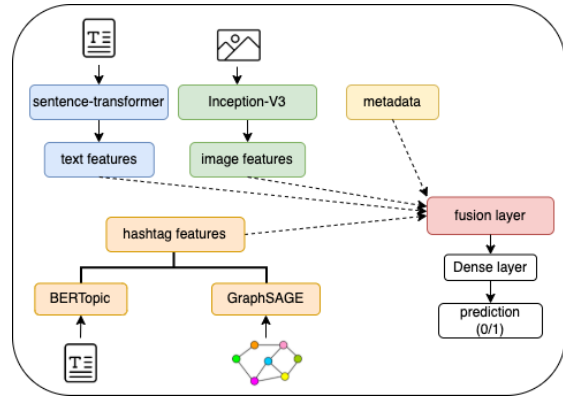 T
sentence-transformer
Inception-V3
metadata
text features
image features
hashtag features
fusion layer
BERTopic
GraphSAGE
Dense layer
prediction
(0/1)
T